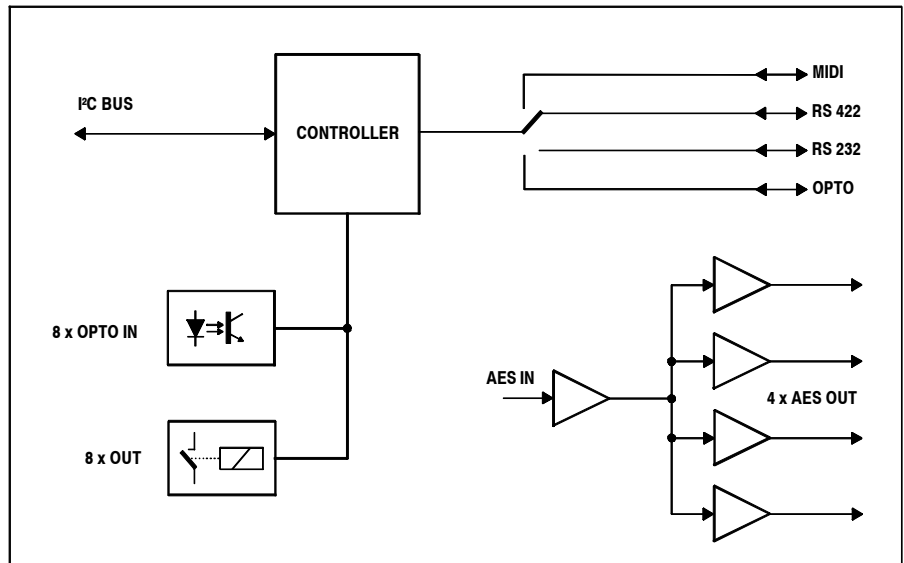 MIDI
I²C BUS
RS 422
CONTROLLER
RS 232
OPTO
8 x OPTO IN
AES IN
4 x AES OUT
8 x OUT